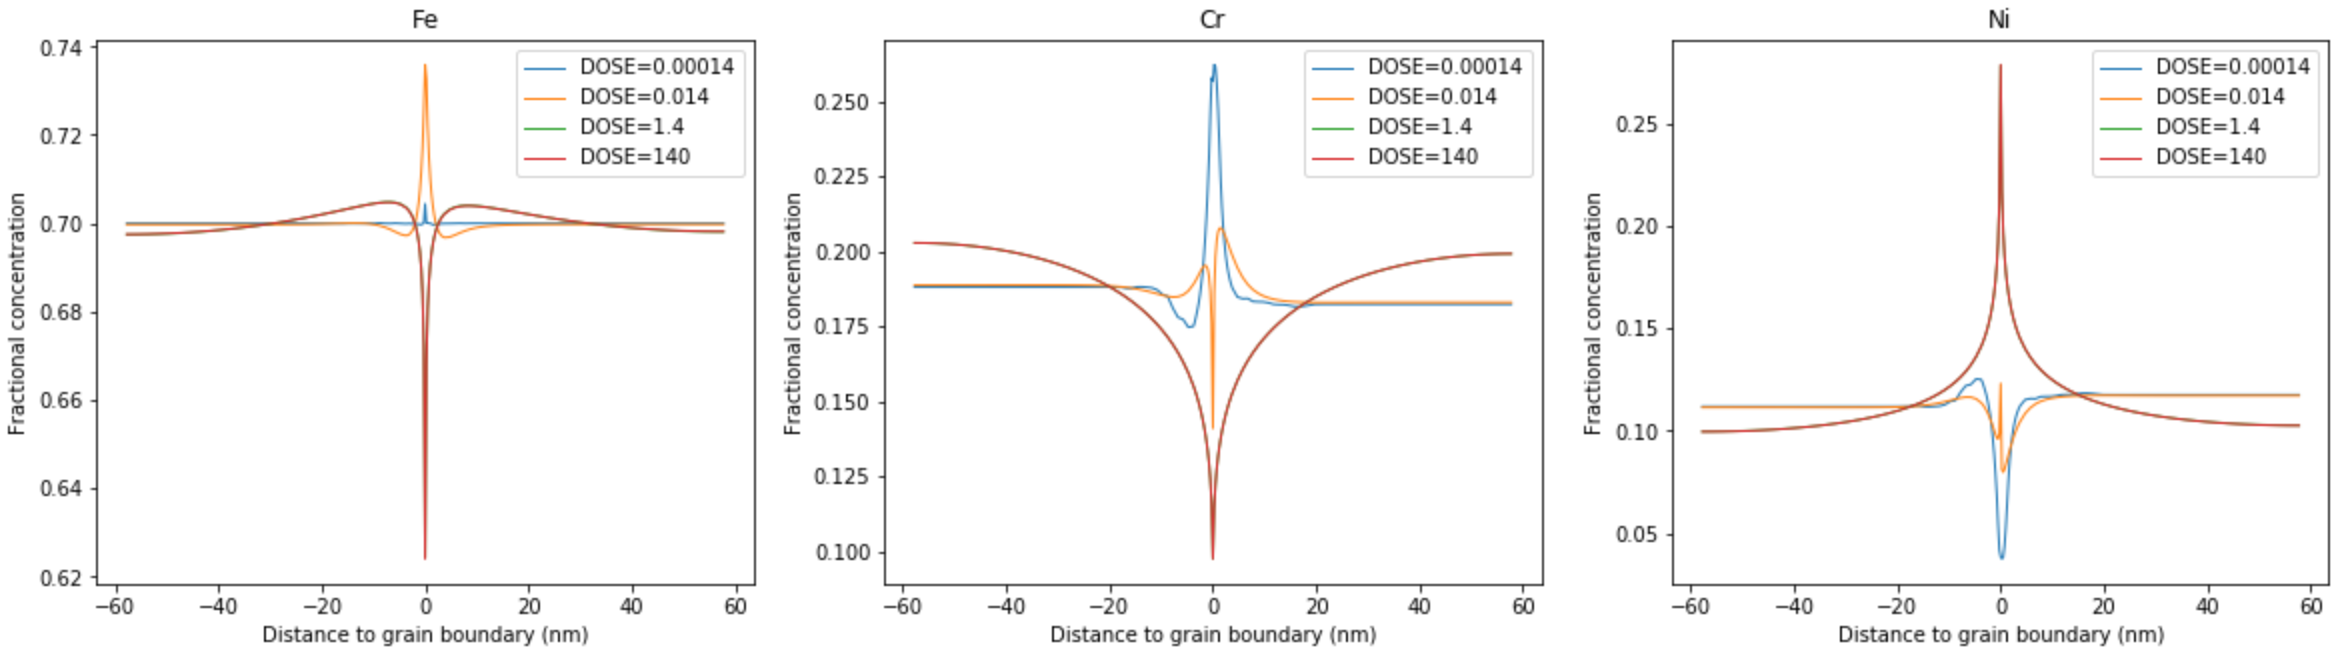 Fe
0.74
0.72
0.70
0.68
0.66
0.64
0.62
Fractional concentration
DOSE=0.00014
DOSE=0.014
DOSE=1.4
DOSE=140
−60 −40 −20 0 20 40 60
Distance to grain boundary (nm)
Cr
0.250
0.225
0.200
0.175
0.150
0.125
0.100
Fractional concentration
DOSE=0.00014
DOSE=0.014
DOSE=1.4
DOSE=140
−60 −40 −20 0 20 40 60
Distance to grain boundary (nm)
Ni
0.25
0.20
0.15
0.10
0.05
Fractional concentration
DOSE=0.00014
DOSE=0.014
DOSE=1.4
DOSE=140
−60 −40 −20 0 20 40 60
Distance to grain boundary (nm)